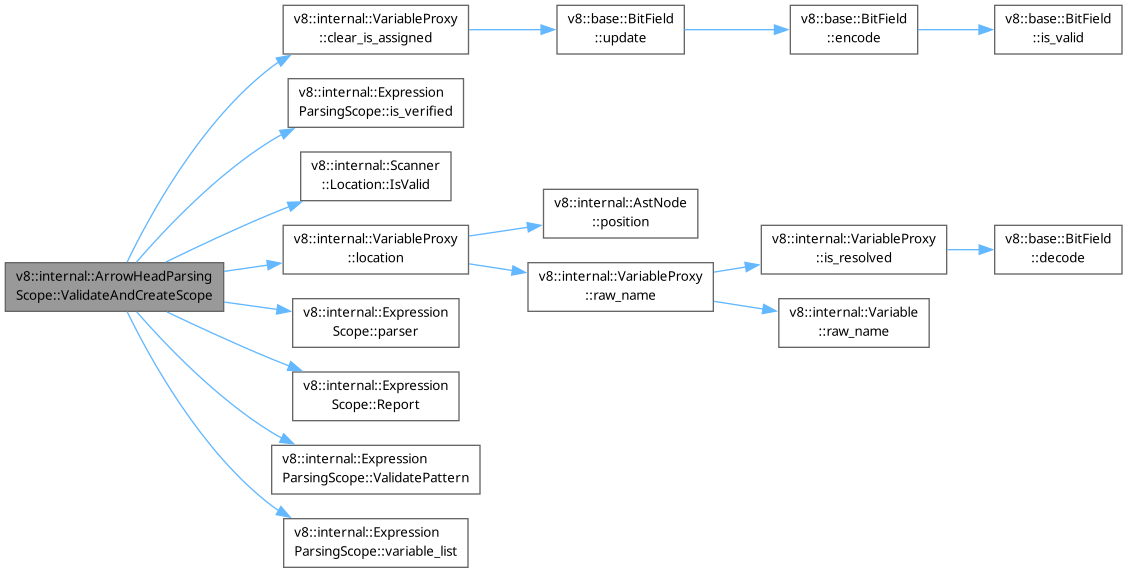 v8::internal::VariableProxy
::clear_is_assigned
v8::base::BitField
::update
v8::base::BitField
::encode
v8::base::BitField
::is_valid
v8::internal::Expression
ParsingScope::is_verified
v8::internal::Scanner
::Location::IsValid
v8::internal::AstNode
::position
v8::internal::VariableProxy
::location
v8::internal::VariableProxy
::is_resolved
v8::base::BitField
::decode
v8::internal::ArrowHeadParsing
Scope::ValidateAndCreateScope
v8::internal::VariableProxy
::raw_name
v8::internal::Expression
Scope::parser
v8::internal::Variable
::raw_name
v8::internal::Expression
Scope::Report
v8::internal::Expression
ParsingScope::ValidatePattern
v8::internal::Expression
ParsingScope::variable_list